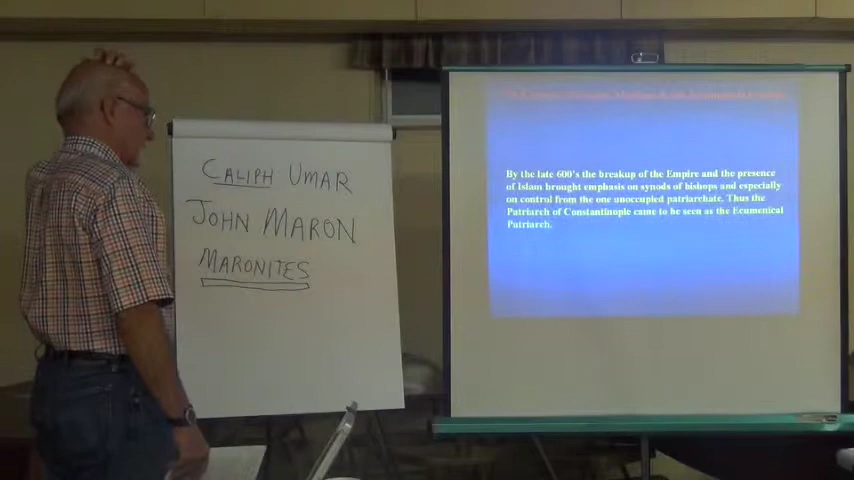 CALIPH UMAR
JOHN MARON
MARONITES
By the late 600's the breakup of the Empire and the presence
of Islam brought emphasis on synods of bishops and especially
on control from the one unoccupied patriarchate. Thus the
Patriarch of Constantinople came to be seen as the Ecumenical
Patriarch.